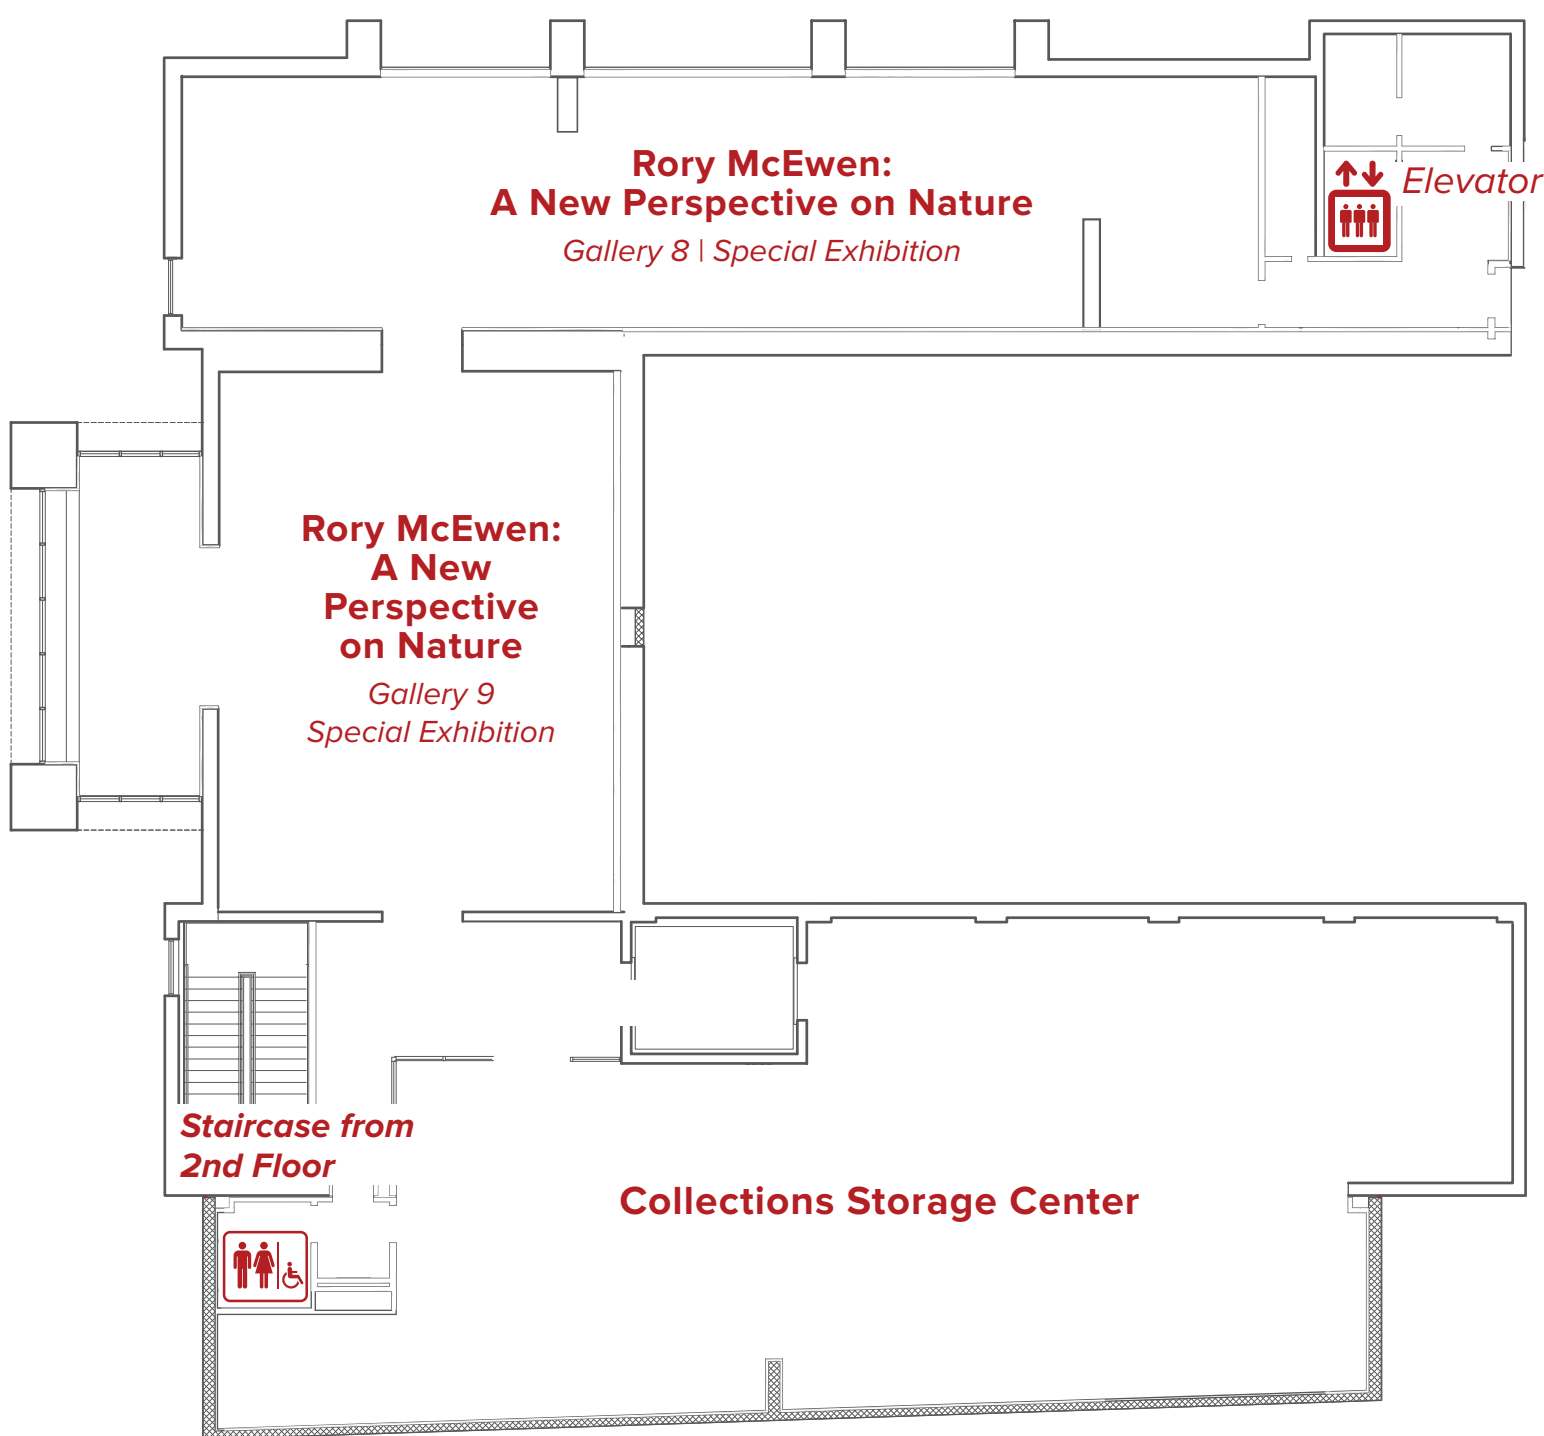 Rory McEwen:
A New Perspective on Nature
Gallery 8 | Special Exhibition
Elevator
Rory McEwen:
A New
Perspective
on Nature
Gallery 9
Special Exhibition
Staircase from
2nd Floor
Collections Storage Center